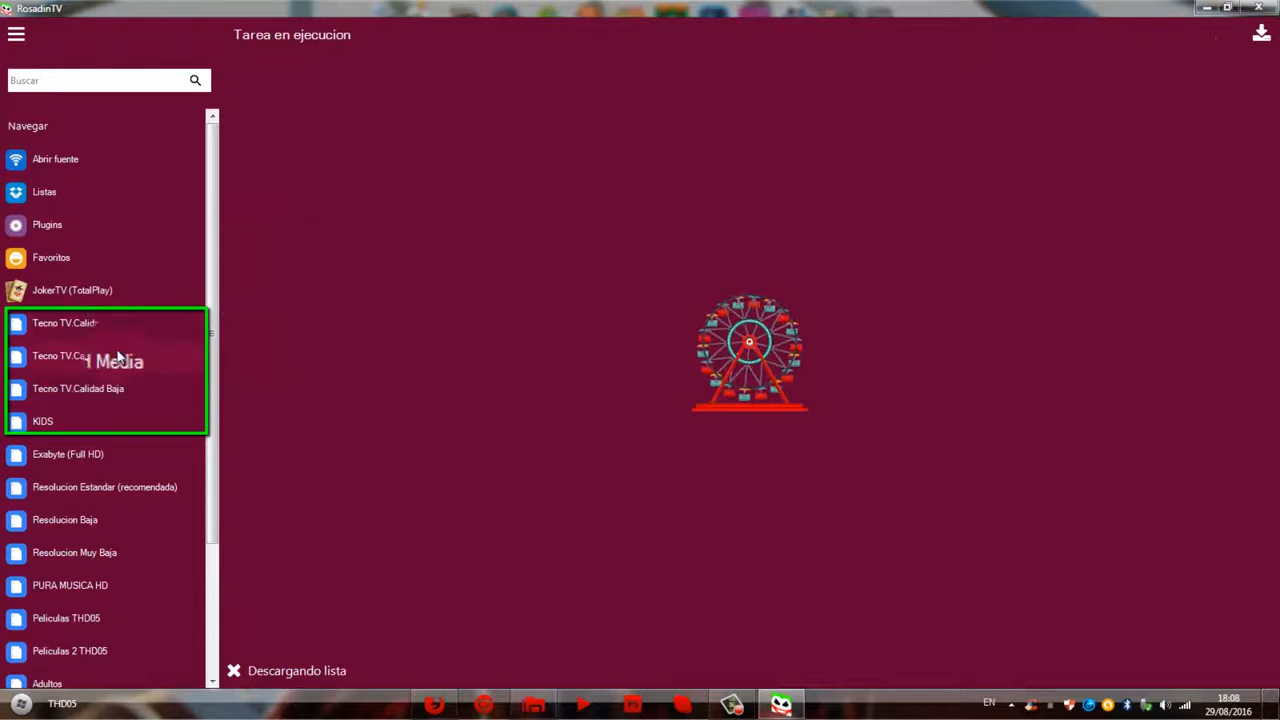 RosadinTV
Tarea en ejecucion
Buscar
Navegar
Abrir fuente
Listas
Plugins
Favoritos
JokerTV (TotalPlay)
Tecno TV.Calid
Tecno TV.Ca
Media
Tecno TV.Calidad Baja
KIDS
Exabyte (Full HD)
Resolucion Estandar (recomendada)
Resolucion Baja
Resolucion Muy Baja
PURA MUSICA HD
Peliculas THD05
Peliculas 2 THD05
Adultos
Descargando lista
THD05
EN
18:08
29/08/2016